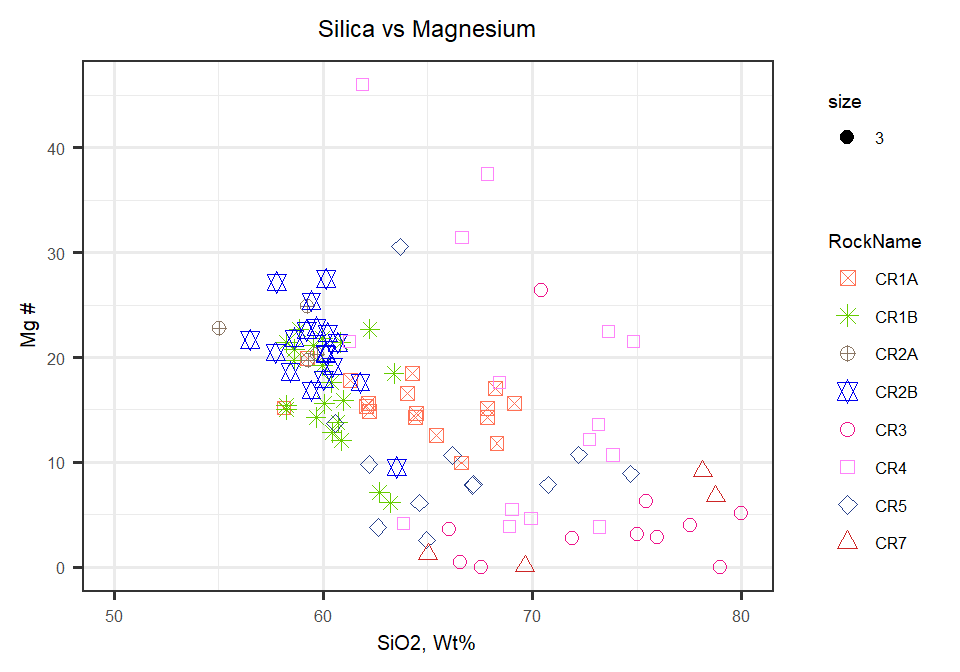 Silica vs Magnesium
Mg #
40
30
20
10
0
50 60 70 80
SiO2, Wt%
size
3
RockName
CR1A
CR1B
CR2A
CR2B
CR3
CR4
CR5
CR7